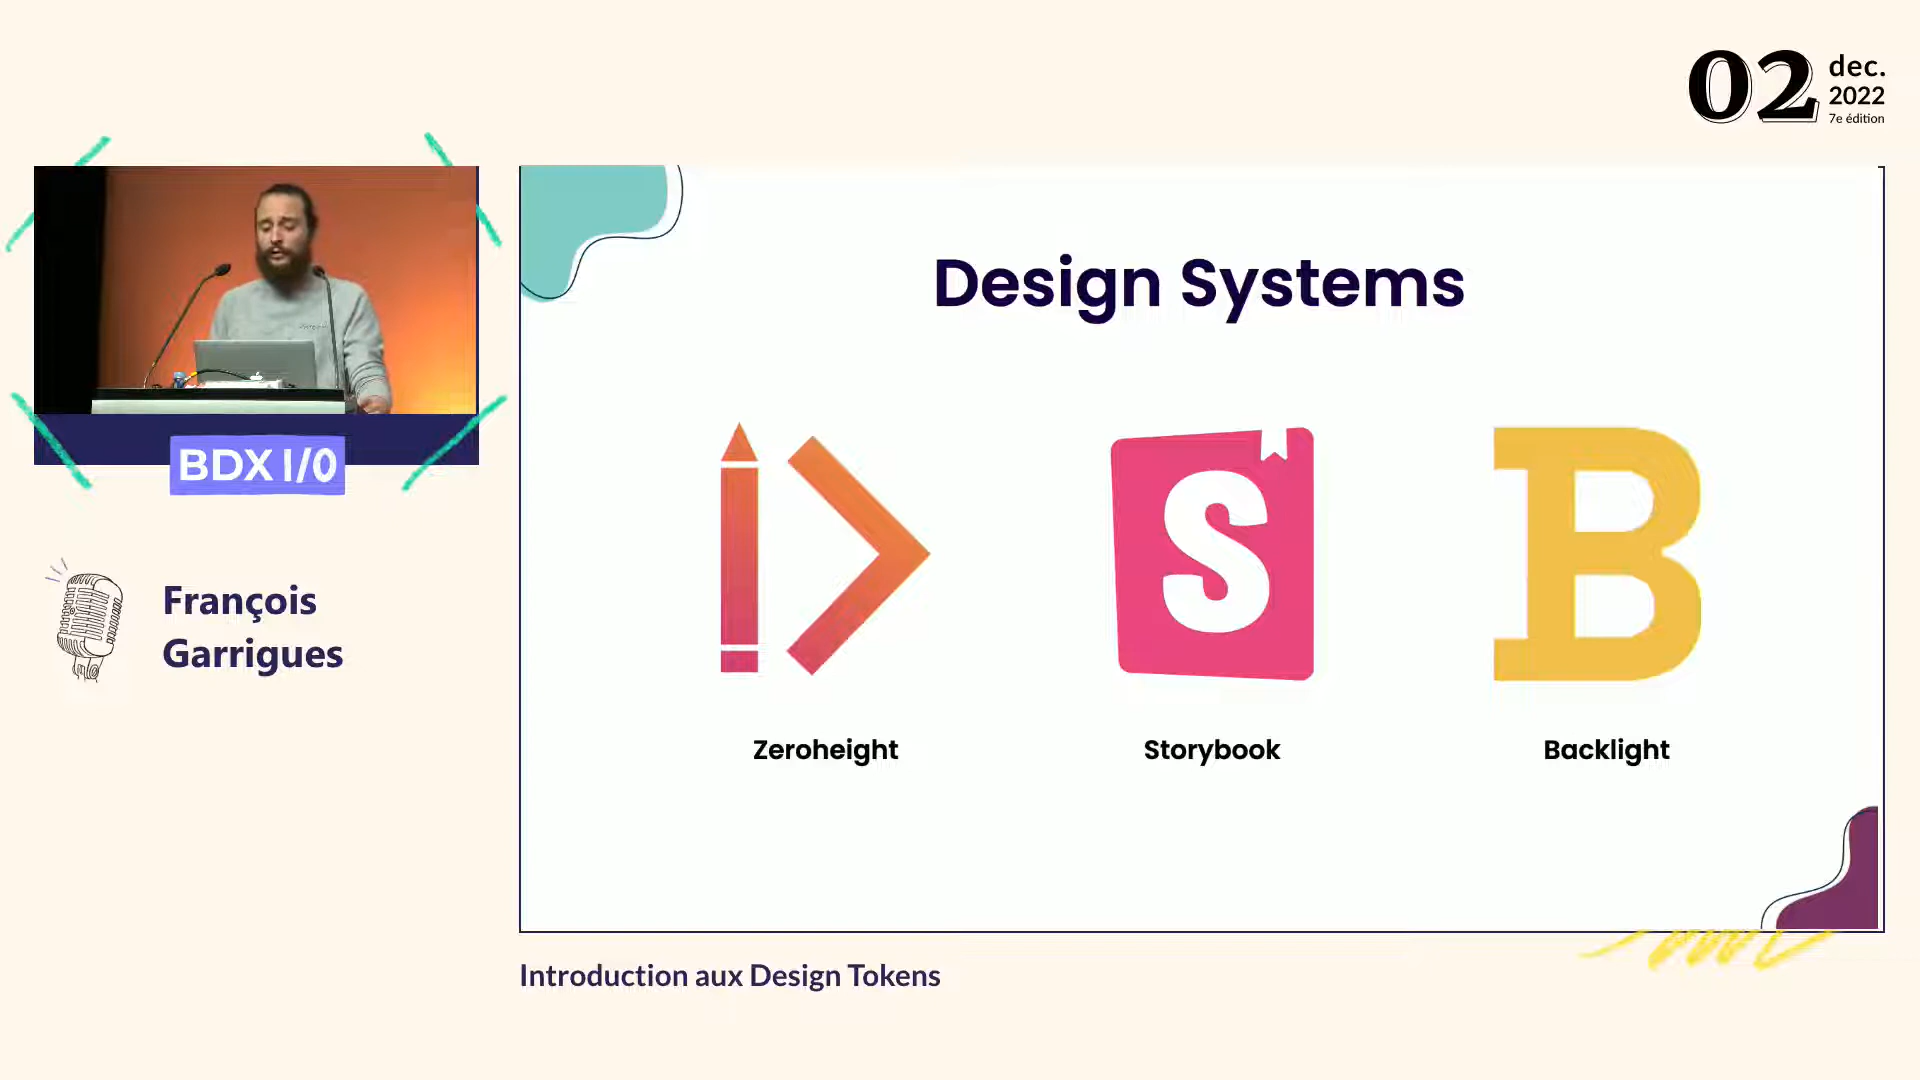 02
dec.
2022
7e édition
BDX I/O
François
Garrigues
Design Systems
S
B
Zeroheight
Storybook
Backlight
Introduction aux Design Tokens